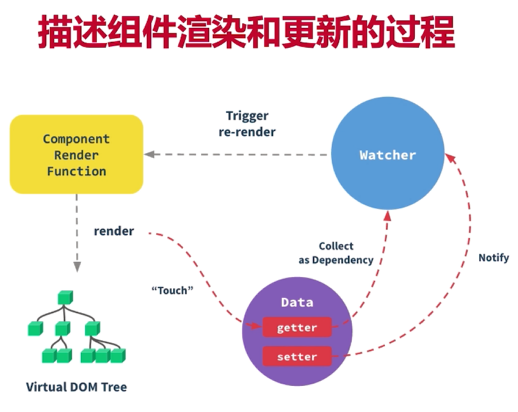 描述组件渲染和更新的过程
Trigger
re-render
Component
Render
Function
Watcher
render
Collect
as Dependency
Notify
“Touch”
Data
getter
setter
Virtual DOM Tree